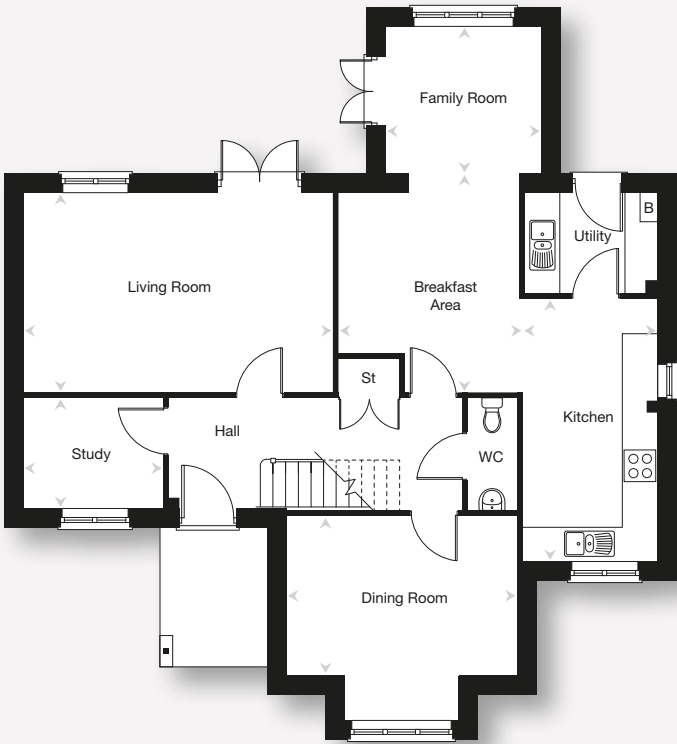 Family Room
B
Utility
Living Room
Breakfast
Area
St
Hall
Kitchen
Study
WC
Dining Room